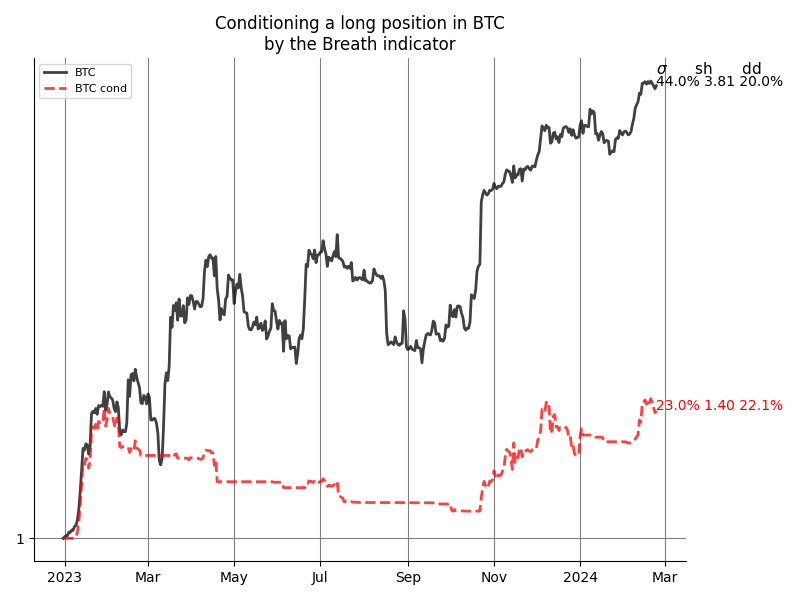 Conditioning a long position in BTC
by the Breath indicator
σ sh dd
44.0% 3.81 20.0%
BTC
BTC cond
23.0% 1.40 22.1%
1
2023 Mar May Jul Sep Nov 2024 Mar